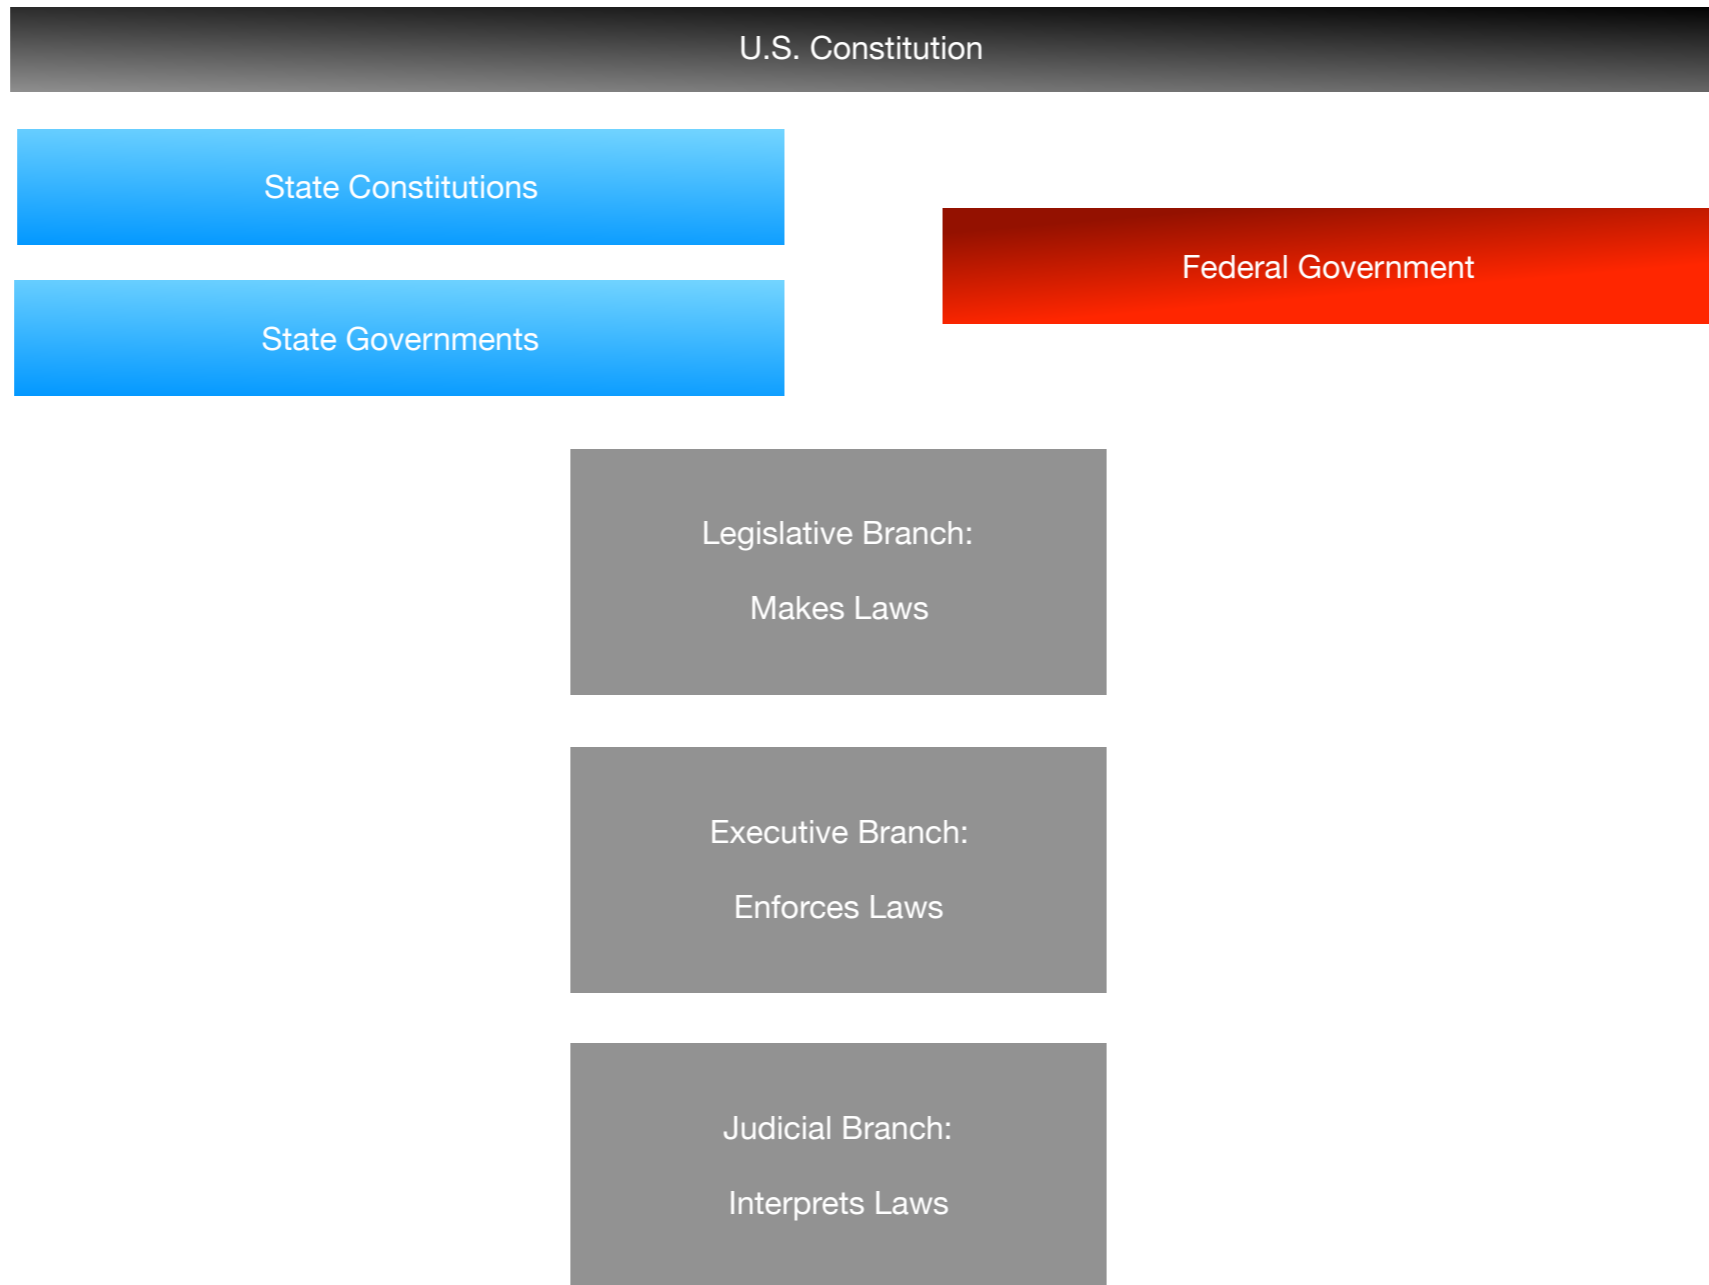 U.S. Constitution
State Constitutions
Federal Government
State Governments
Legislative Branch:
Makes Laws
Executive Branch:
Enforces Laws
Judicial Branch:
Interprets Laws